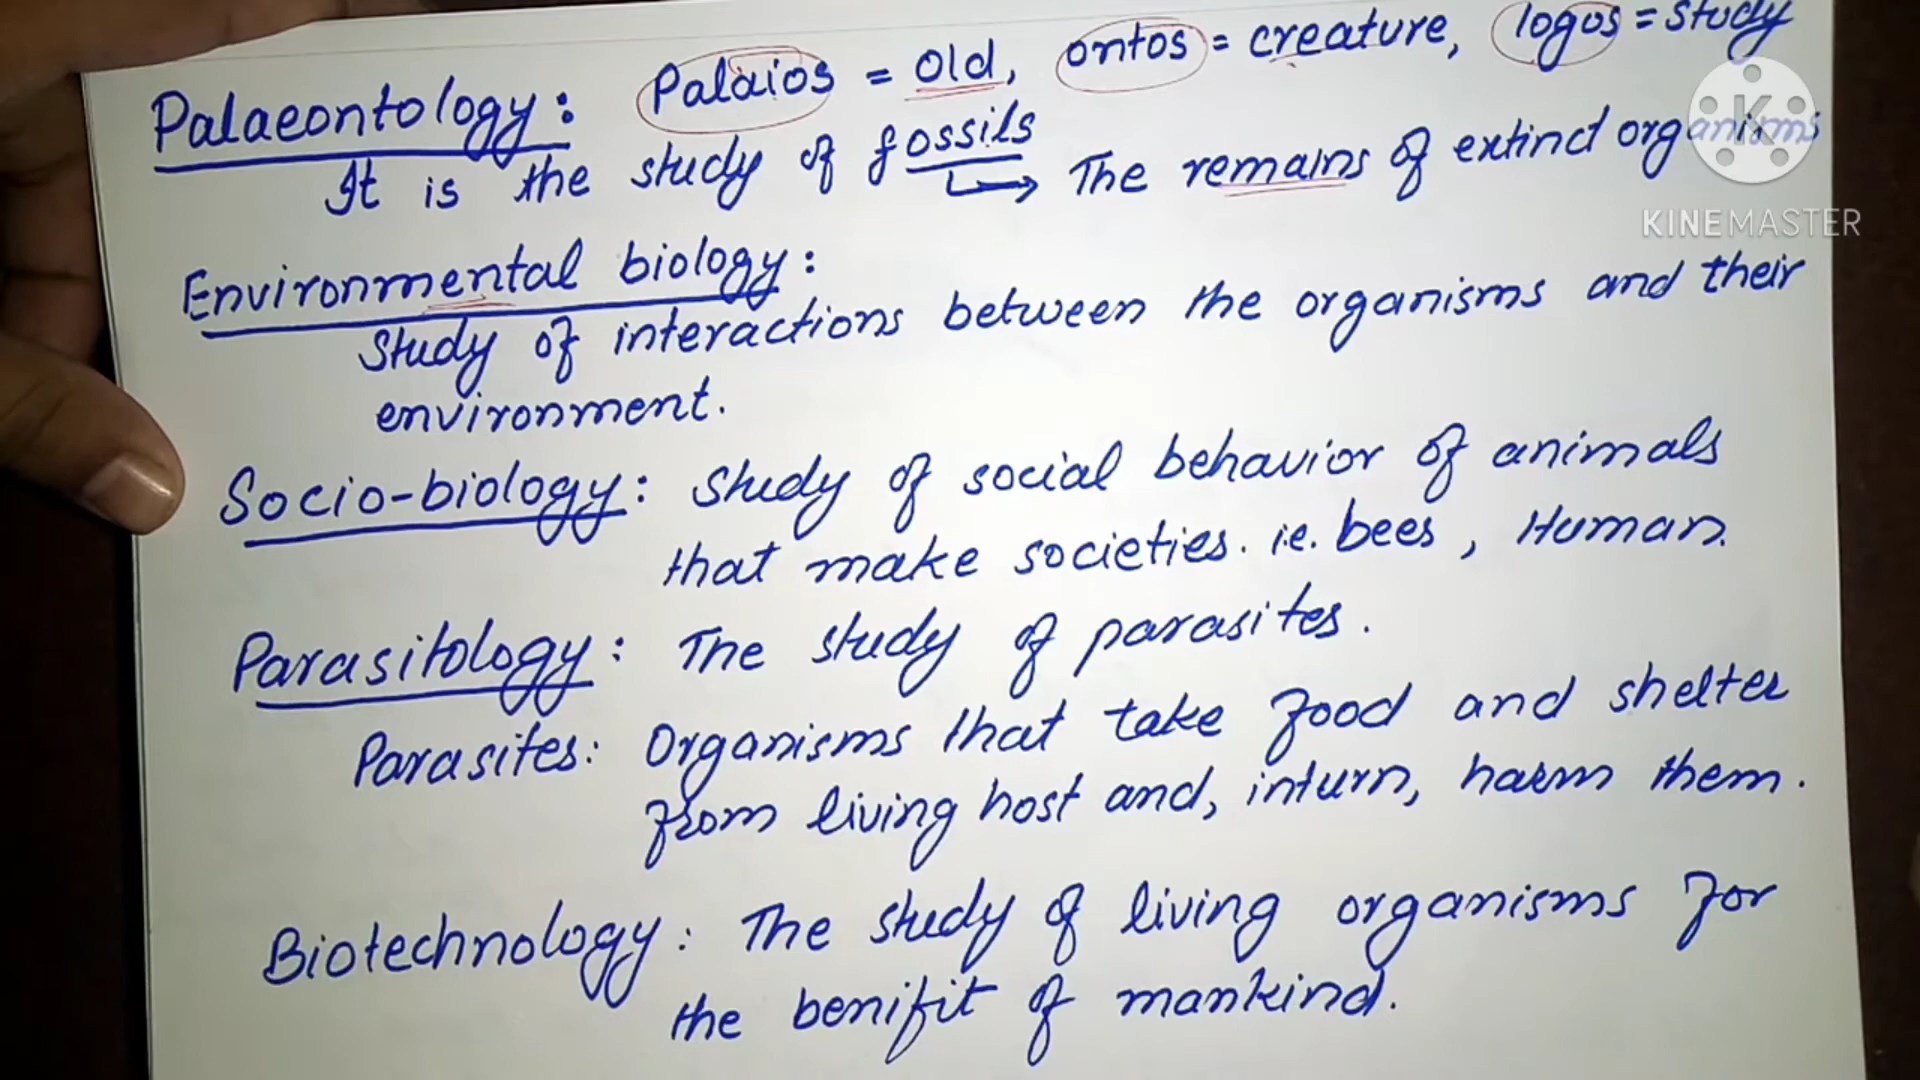 Palaeontology: Palaios = old, ontos = creature, logos = study
It is the study of fossils → The remains of extinct organisms
KINEMASTER
Environmental biology:
Study of interactions between the organisms and their
environment.
Socio-biology: Study of social behavior of animals
that make societies. i.e. bees, Human.
Parasitology: The study of parasites.
Parasites: Organisms that take food and shelter
from living host and, inturn, harm them.
Biotechnology: The study of living organisms for
the benifit of mankind.